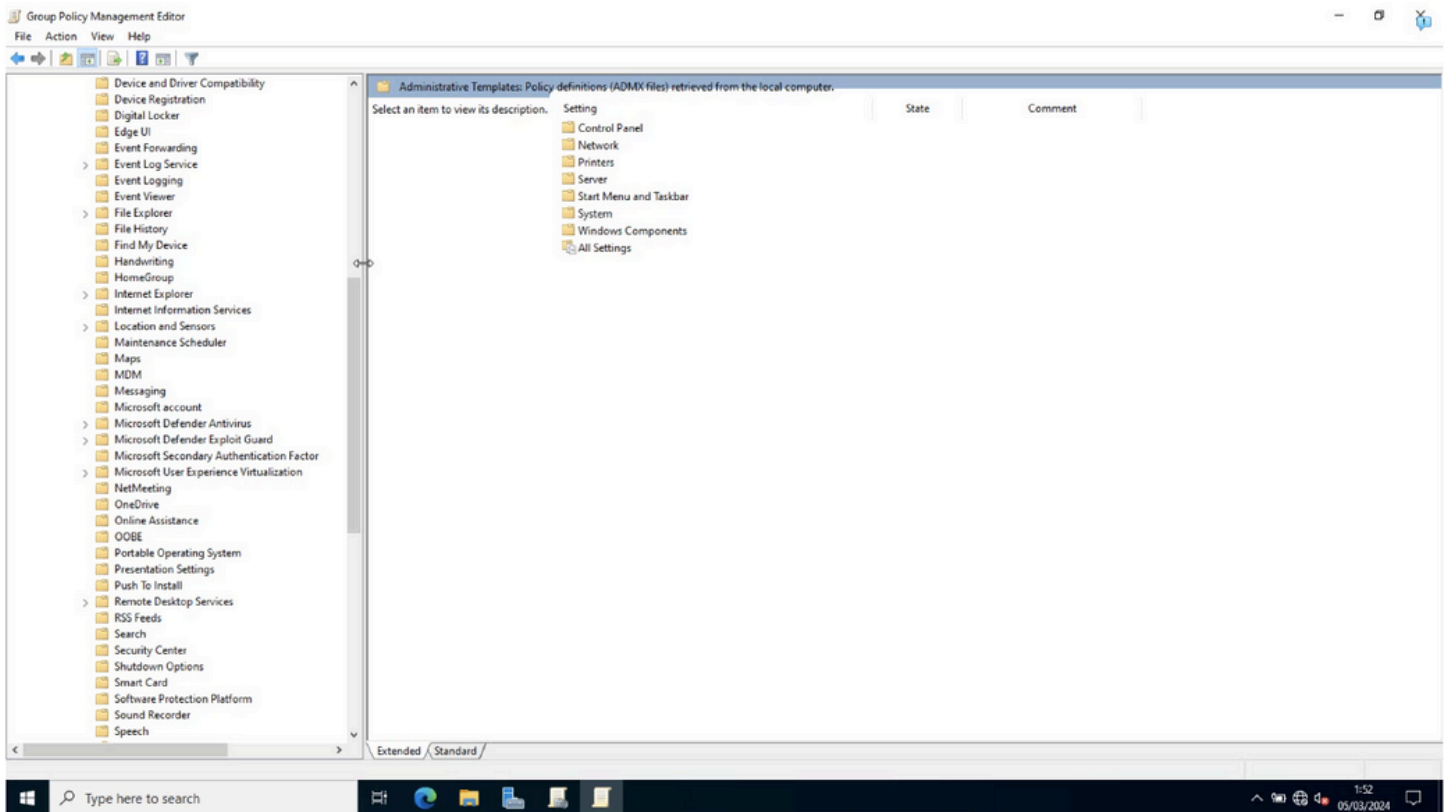 Group Policy Management Editor
File Action View Help
Device and Driver Compatibility
Device Registration
Digital Locker
Edge UI
Event Forwarding
Event Log Service
Event Logging
Event Viewer
File Explorer
File History
Find My Device
Handwriting
HomeGroup
Internet Explorer
Internet Information Services
Location and Sensors
Maintenance Scheduler
Maps
MDM
Messaging
Microsoft account
Microsoft Defender Antivirus
Microsoft Defender Exploit Guard
Microsoft Secondary Authentication Factor
Microsoft User Experience Virtualization
NetMeeting
OneDrive
Online Assistance
OOBE
Portable Operating System
Presentation Settings
Push To Install
Remote Desktop Services
RSS Feeds
Search
Security Center
Shutdown Options
Smart Card
Software Protection Platform
Sound Recorder
Speech
Administrative Templates: Policy definitions (ADMX files) retrieved from the local computer.
Select an item to view its description.
Setting State Comment
Control Panel
Network
Printers
Server
Start Menu and Taskbar
System
Windows Components
All Settings
Extended Standard
Type here to search
1:52
05/03/2024